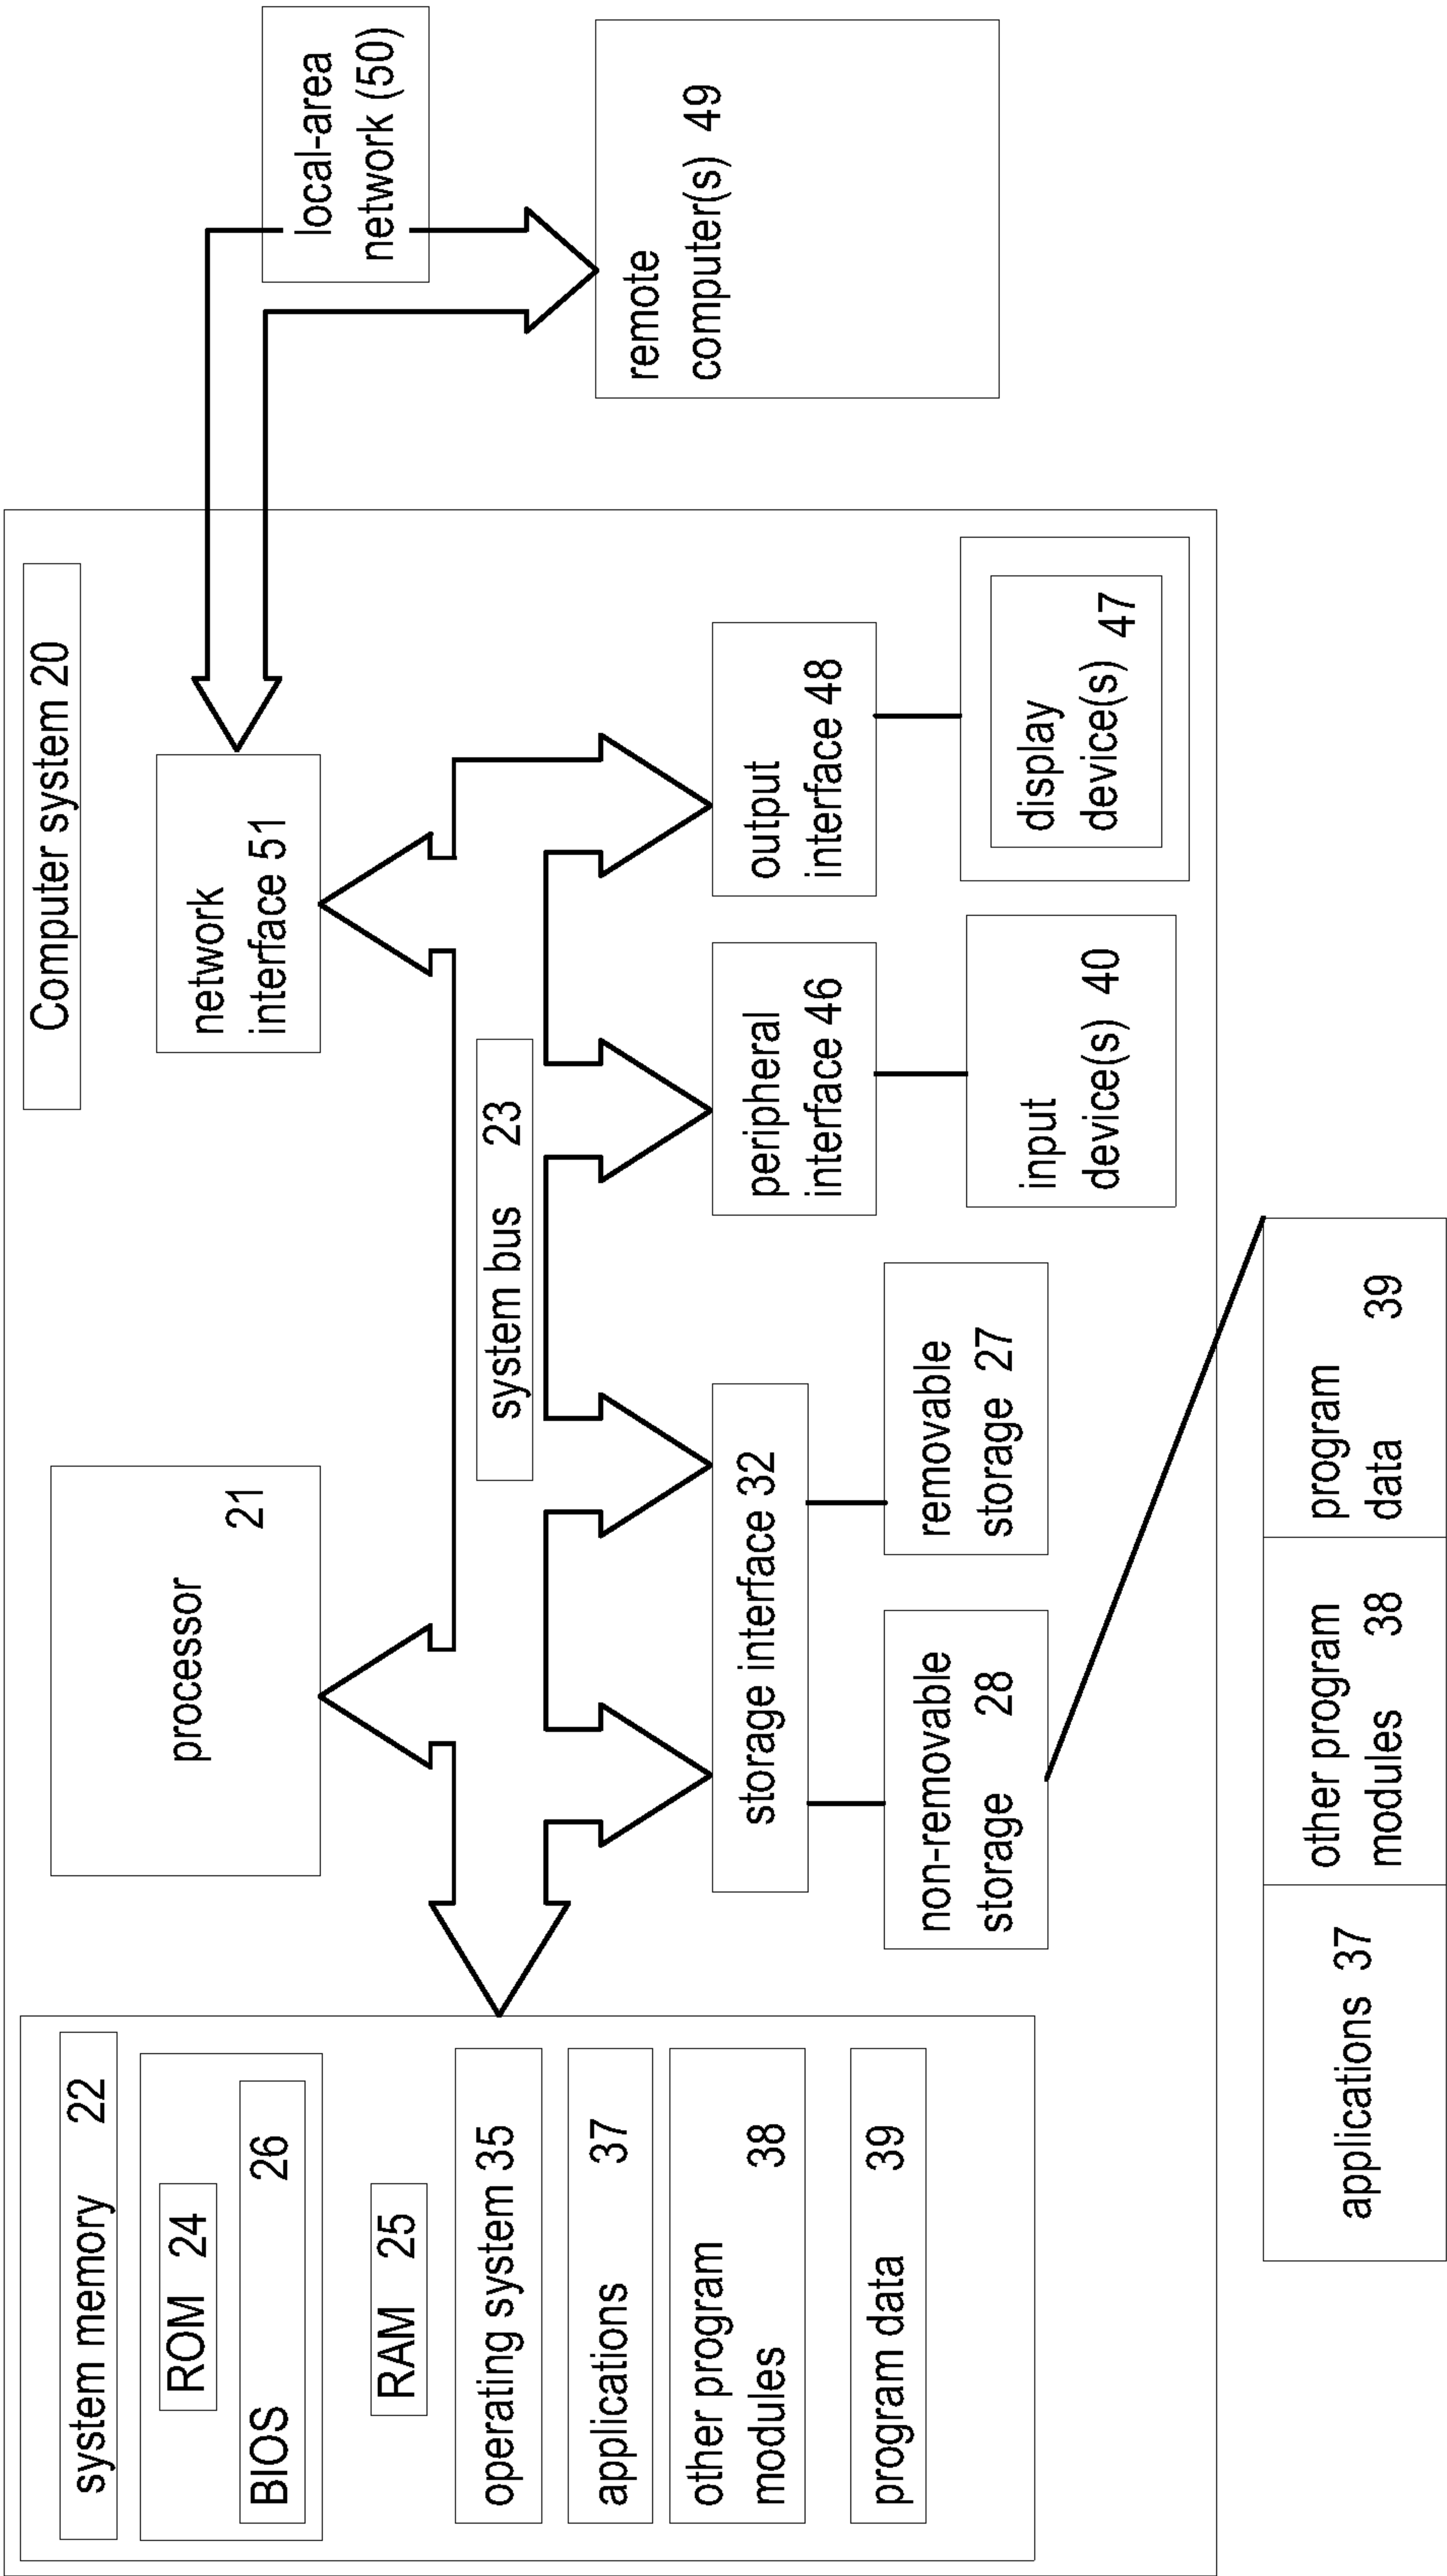 Computer system 20
system memory 22
ROM 24
BIOS 26
RAM 25
operating system 35
applications 37
other program
modules 38
program data 39
processor
21
network
interface 51
local-area
network (50)
system bus 23
storage interface 32
peripheral
interface 46
output
interface 48
remote
computer(s) 49
non-removable
storage 28
removable
storage 27
input
device(s) 40
display
device(s) 47
applications 37
other program
modules 38
program
data 39